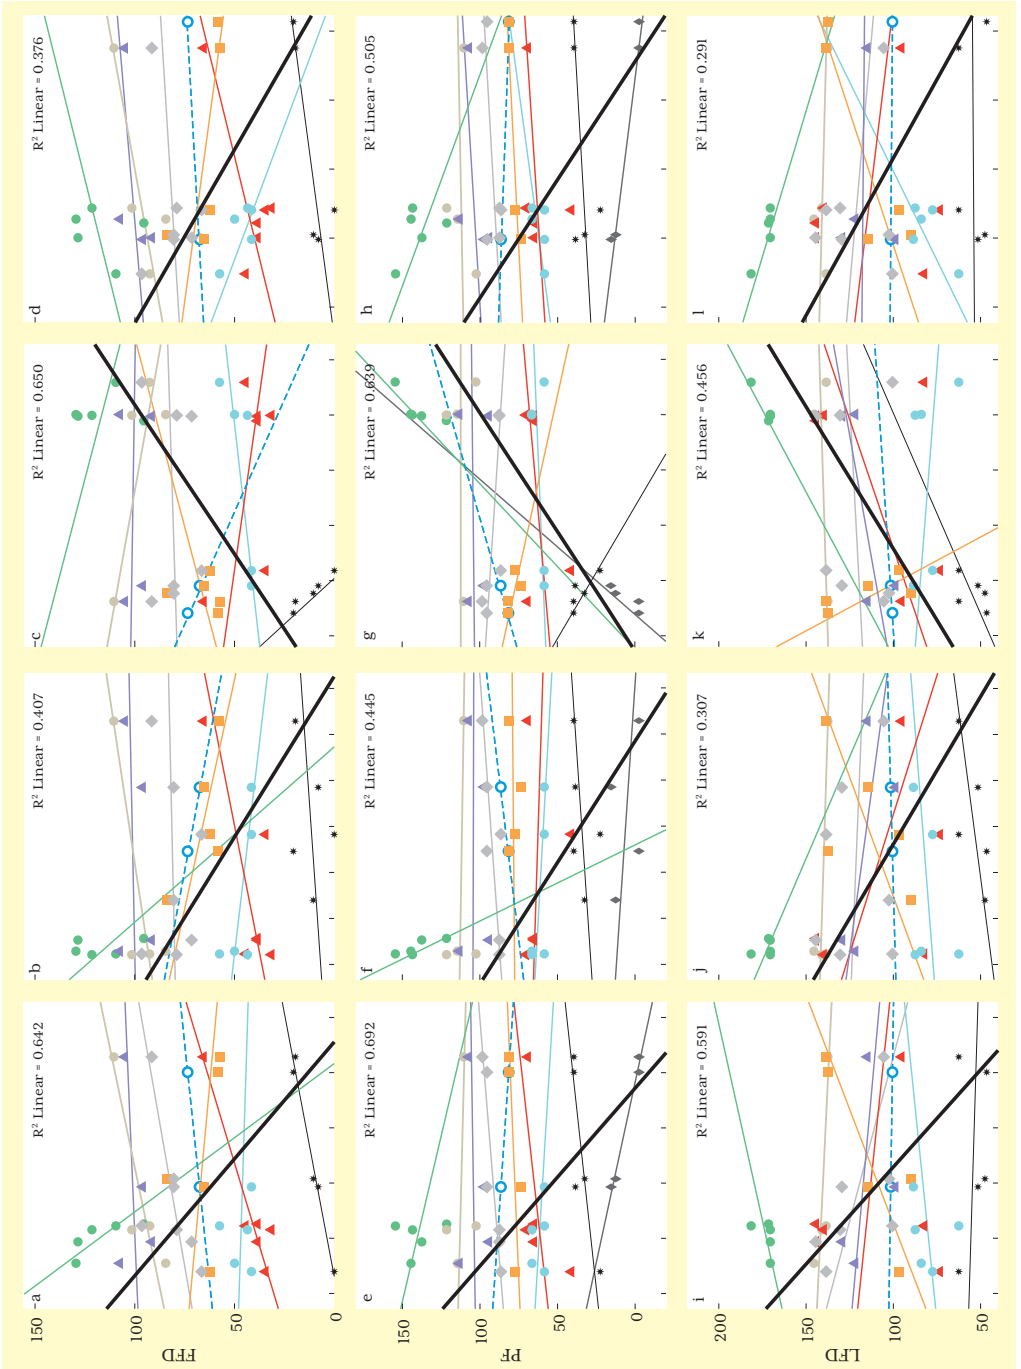 a
R² Linear = 0.642
b
R² Linear = 0.407
c
R² Linear = 0.650
d
R² Linear = 0.376
150
100
50
0
FFD
e
R² Linear = 0.692
f
R² Linear = 0.445
g
R² Linear = 0.639
h
R² Linear = 0.505
150
100
50
0
PF
i
R² Linear = 0.591
j
R² Linear = 0.307
k
R² Linear = 0.456
l
R² Linear = 0.291
200
150
100
50
LFD